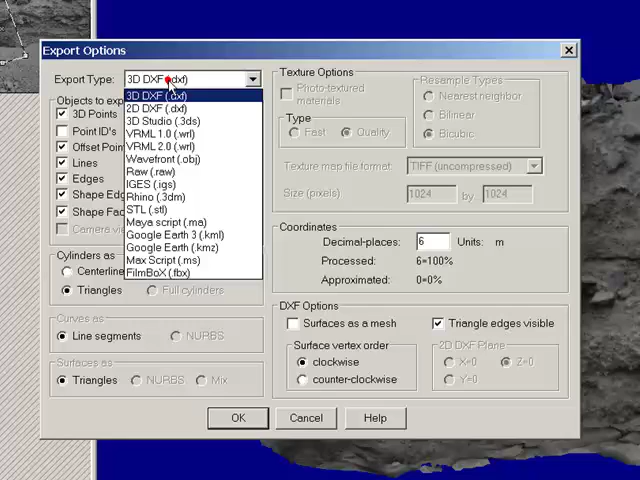 Export Options
Export Type:
3D DXF (.dxf)
3D DXF (.dxf)
2D DXF (.dxf)
3D Studio (.3ds)
VRML 1.0 (.wrl)
VRML 2.0 (.wrl)
Wavefront (.obj)
Raw (.raw)
IGES (.igs)
Rhino (.3dm)
STL (.stl)
Maya script (.ma)
Google Earth 3 (.kml)
Google Earth (.kmz)
Max Script (.ms)
FilmBoX (.fbx)
Objects to exp
3D Points
Point ID's
Offset Poin
Lines
Edges
Shape Edg
Shape Fac
Camera vie
Cylinders as
Centerline
Triangles
Full cylinders
Curves as
Line segments
NURBS
Surfaces as
Triangles
NURBS
Mix
Texture Options
Photo-textured
materials
Type
Fast
Quality
Resample Types
Nearest neighbor
Bilinear
Bicubic
Texture map file format:
TIFF (uncompressed)
Size (pixels)
1024
by
1024
Coordinates
Decimal-places:
6
Units: m
Processed: 6=100%
Approximated: 0=0%
DXF Options
Surfaces as a mesh
Triangle edges visible
Surface vertex order
clockwise
counter-clockwise
2D DXF Plane
X=0
Z=0
Y=0
OK
Cancel
Help